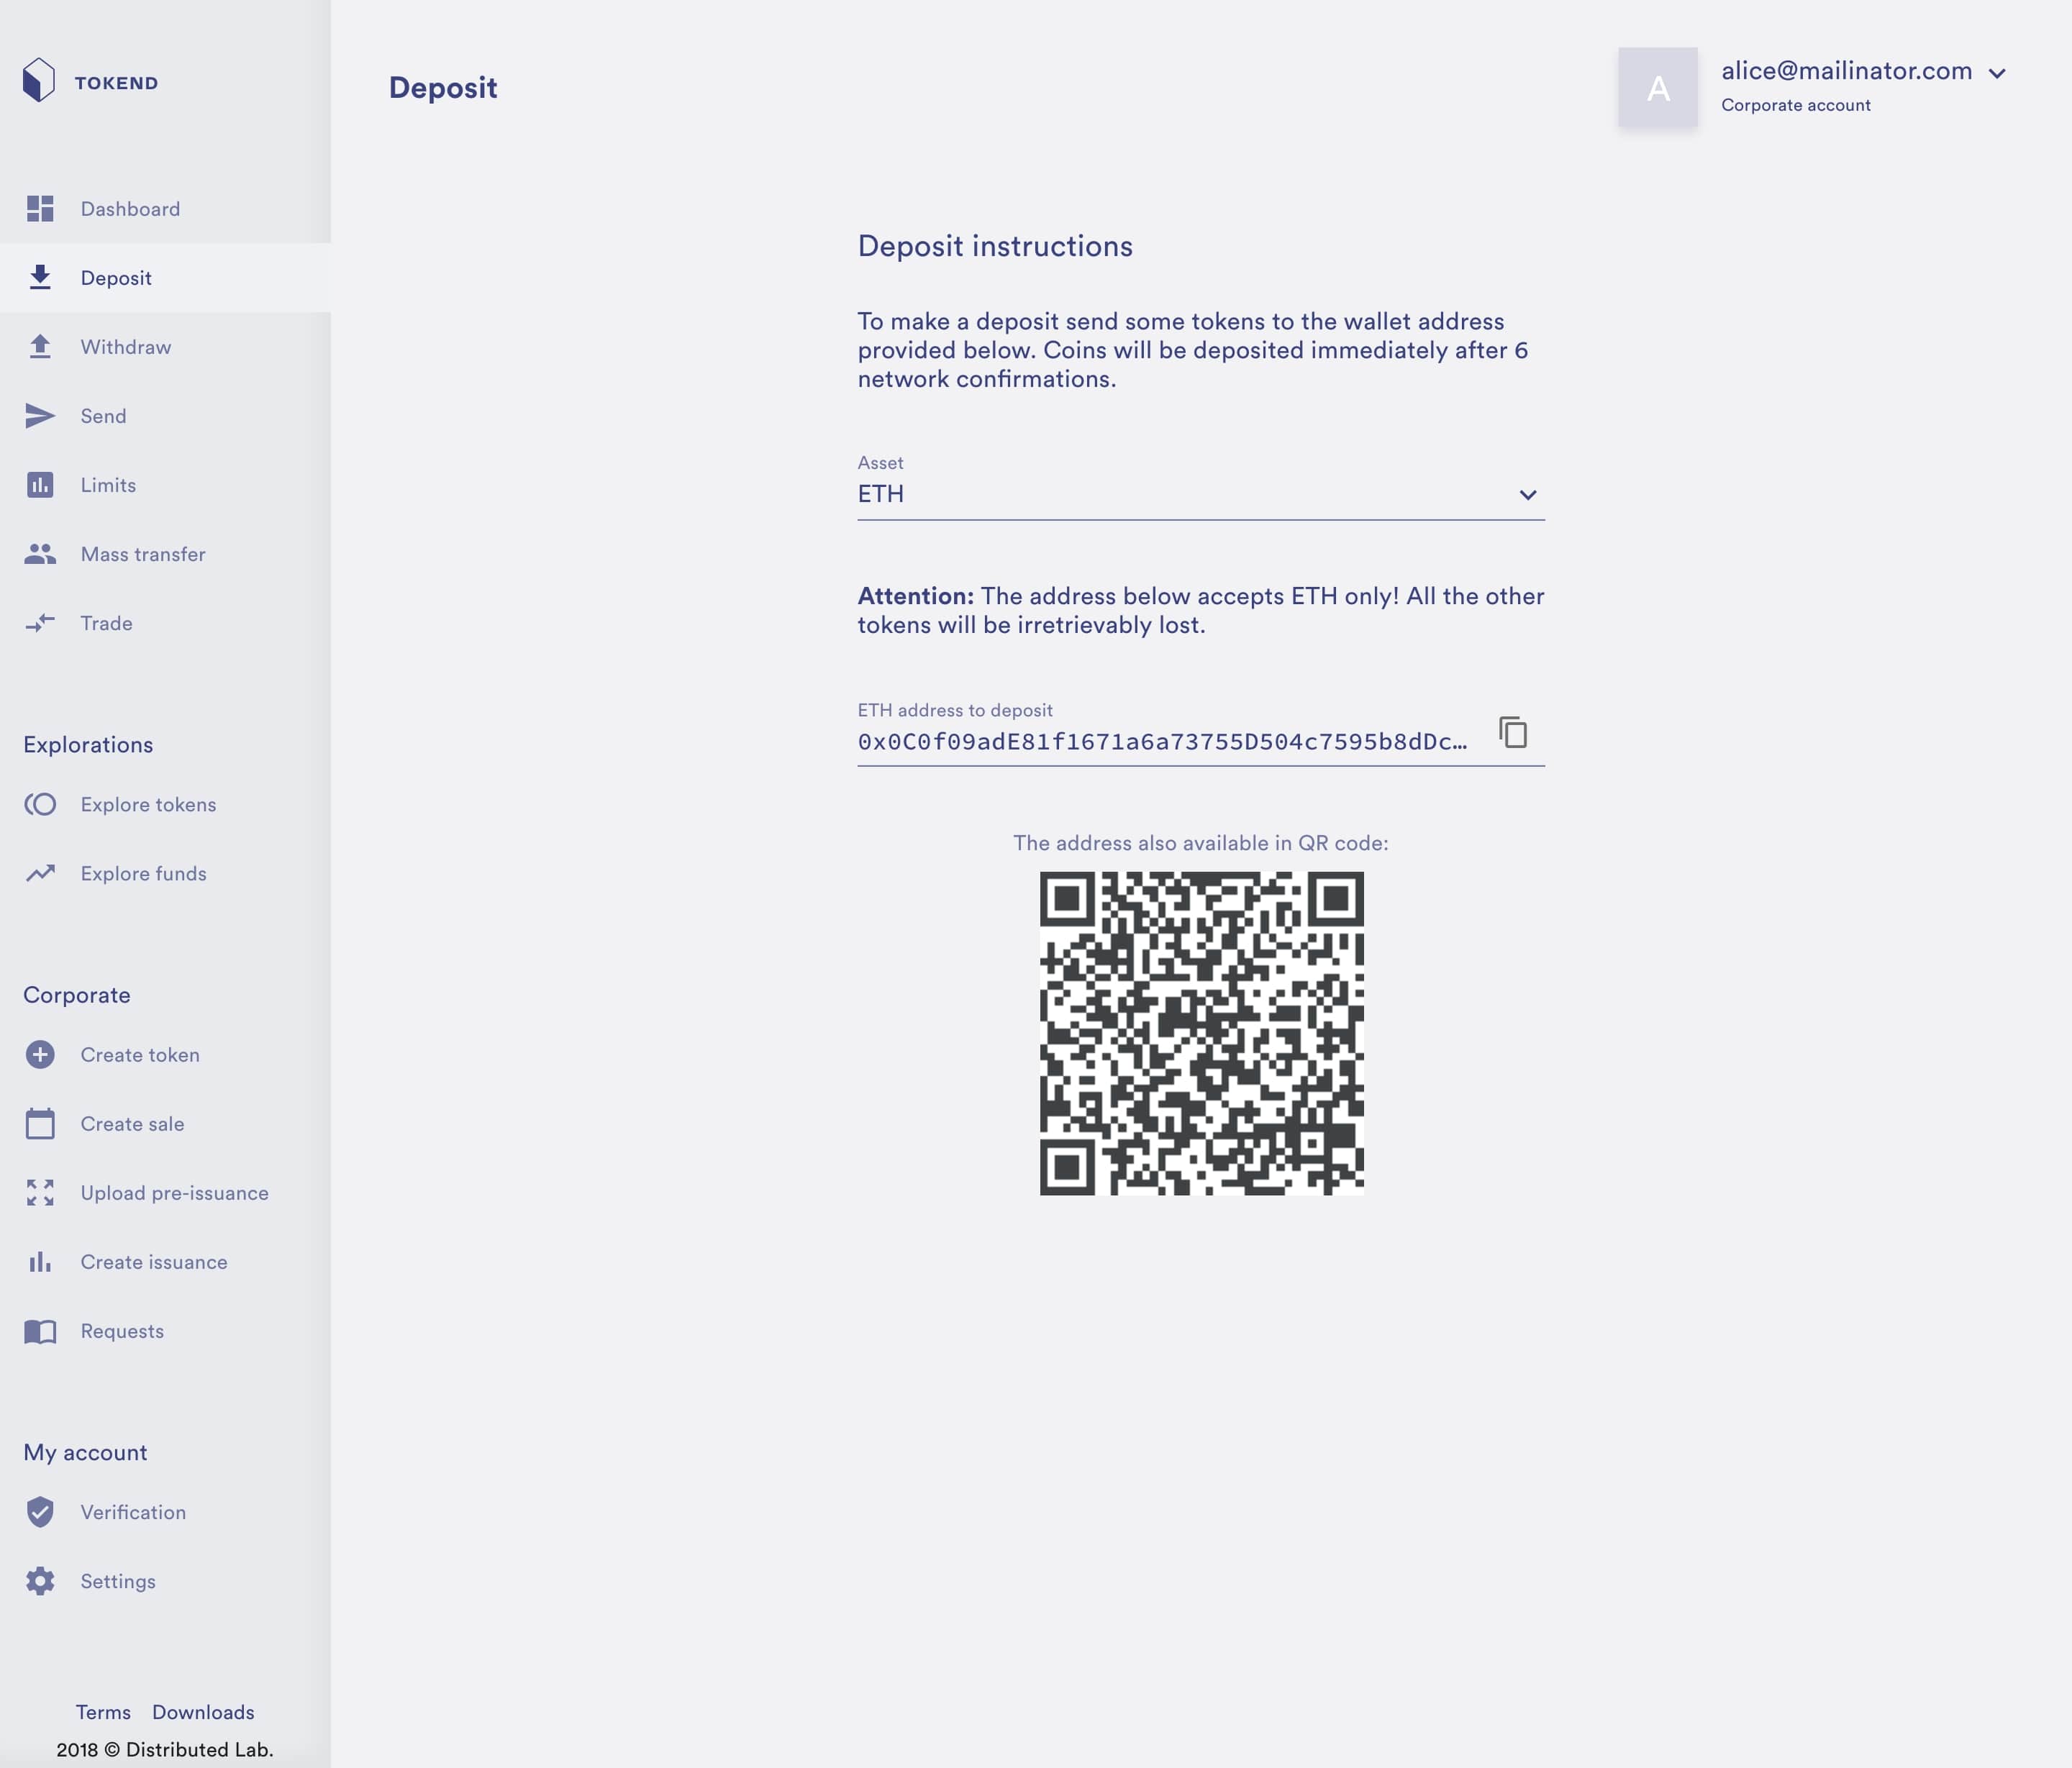 TOKEND
Dashboard
Deposit
Withdraw
Send
Limits
Mass transfer
Trade
Explorations
Explore tokens
Explore funds
Corporate
Create token
Create sale
Upload pre-issuance
Create issuance
Requests
My account
Verification
Settings
Terms Downloads
2018 © Distributed Lab.
Deposit
A
alice@mailinator.com
Corporate account
Deposit instructions
To make a deposit send some tokens to the wallet address
provided below. Coins will be deposited immediately after 6
network confirmations.
Asset
ETH
Attention: The address below accepts ETH only! All the other
tokens will be irretrievably lost.
ETH address to deposit
0x0C0f09adE81f1671a6a73755D504c7595b8dDc…
The address also available in QR code: